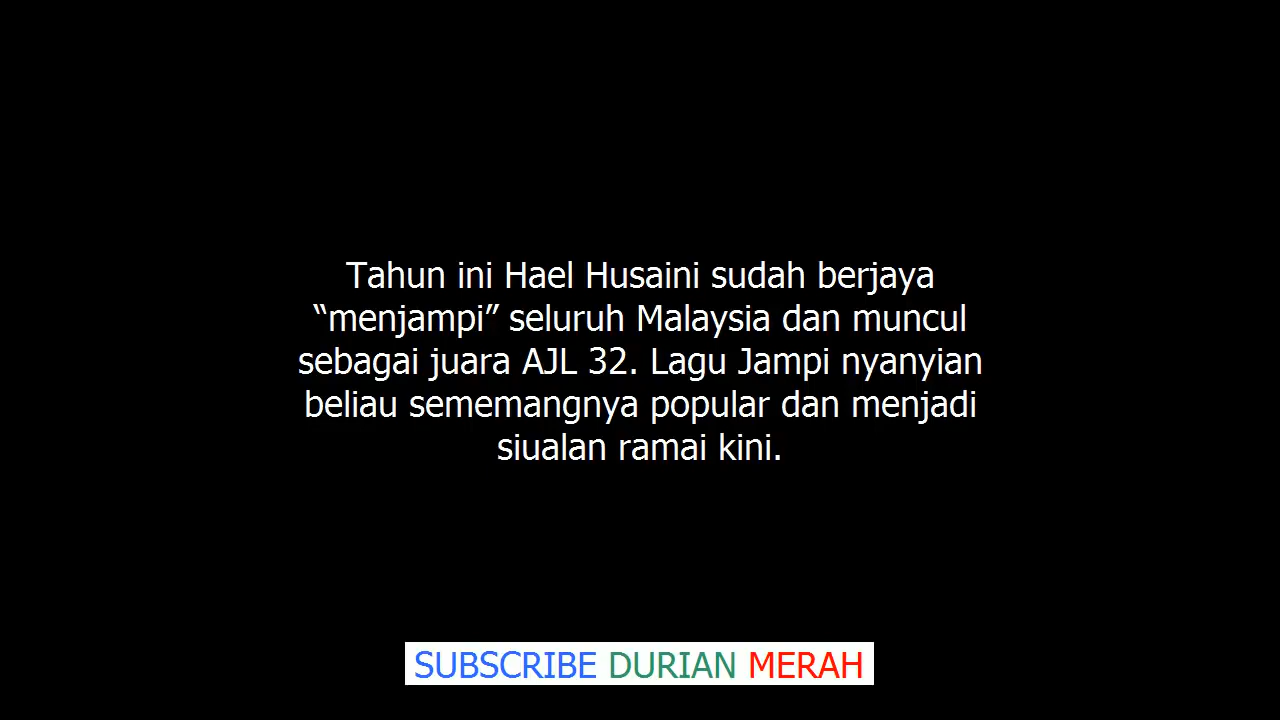 Tahun ini Hael Husaini sudah berjaya
“menjampi” seluruh Malaysia dan muncul
sebagai juara AJL 32. Lagu Jampi nyanyian
beliau sememangnya popular dan menjadi
siualan ramai kini.
SUBSCRIBE DURIAN MERAH